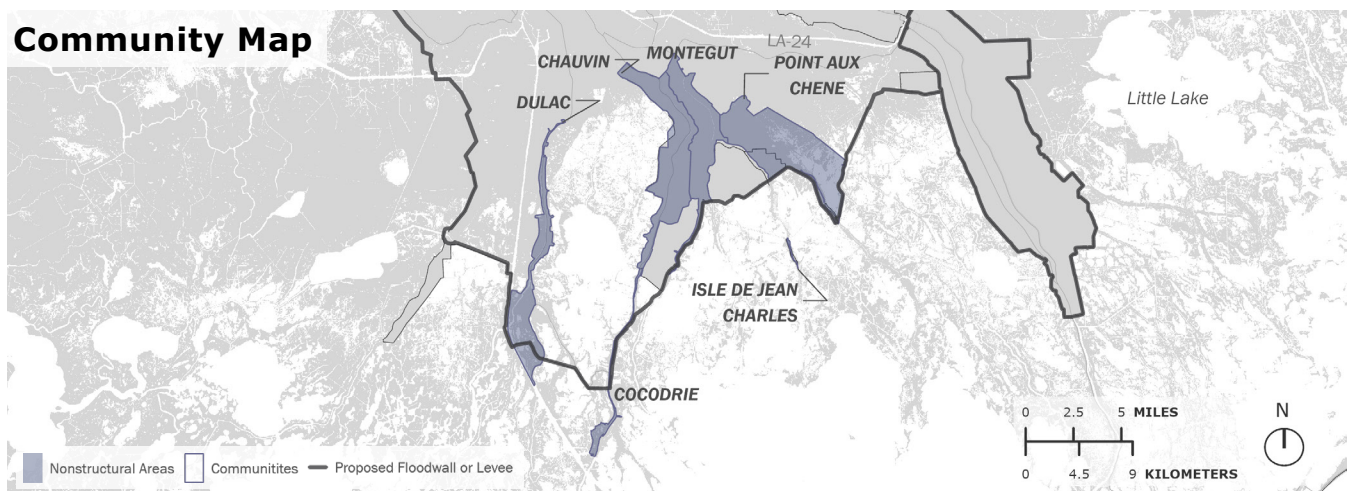 Community Map
LA-24
MONTEGUT
CHAUVIN
POINT AUX
CHENE
DULAC
Little Lake
ISLE DE JEAN
CHARLES
COCODRIE
0 2.5 5 MILES
0 4.5 9 KILOMETERS
N
Nonstructural Areas
Communitites
Proposed Floodwall or Levee